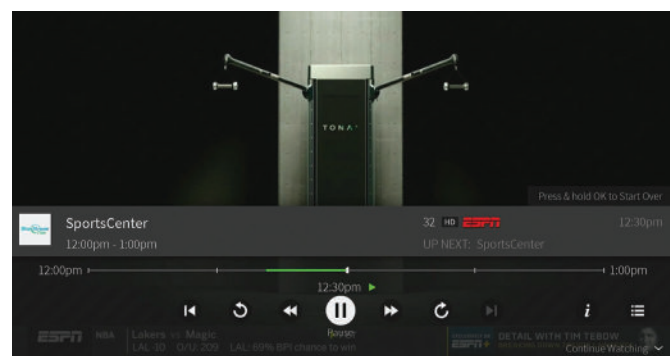 TONAL
Press & hold OK to Start Over
SportsCenter
32 HD ESPN
12:30pm
12:00pm - 1:00pm
UP NEXT: SportsCenter
12:00pm
1:00pm
12:30pm
Pause
ESPN NBA Lakers vs Magic
LAL -10 O/U: 209 LAL: 69% BPI chance to win
ESPN+ DETAIL WITH TIM TEBOW
Continue Watching